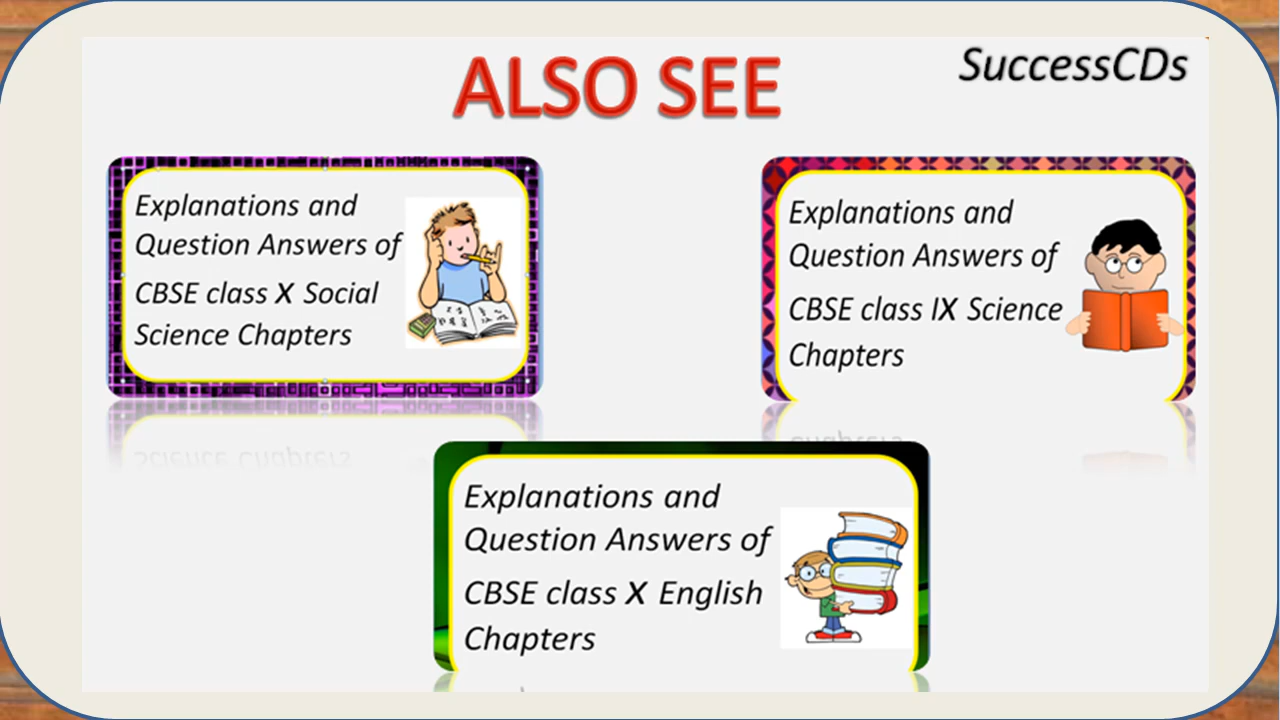 ALSO SEE
SuccessCDs
Explanations and
Question Answers of
CBSE class X Social
Science Chapters
Explanations and
Question Answers of
CBSE class IX Science
Chapters
Explanations and
Question Answers of
CBSE class X English
Chapters